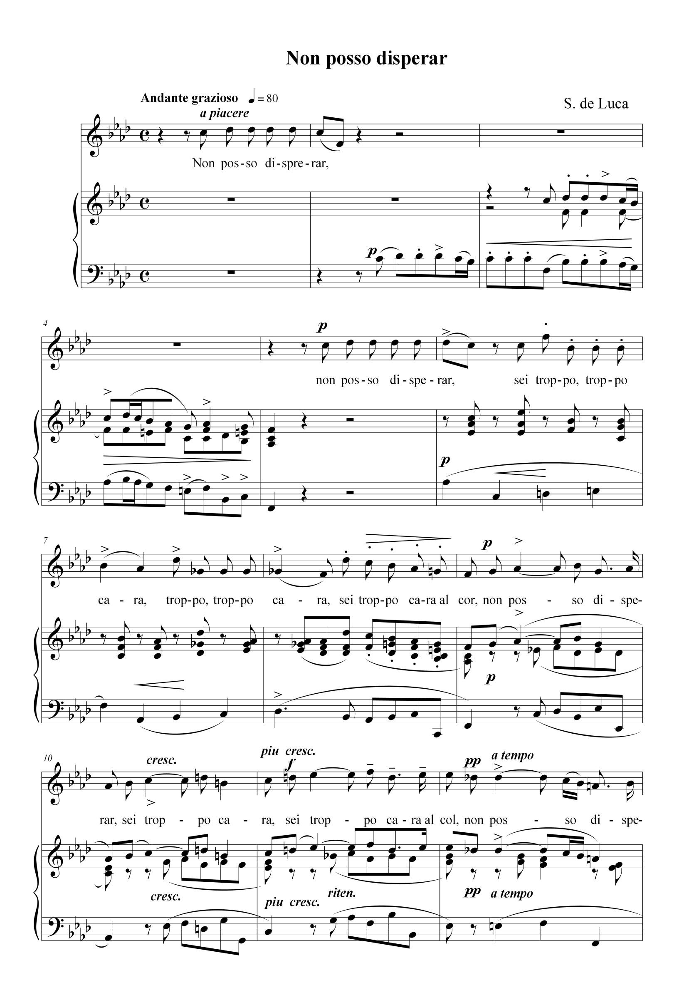 Non posso disperar
Andante grazioso ♩ = 80
S. de Luca
a piacere
Non pos - so di - spre - rar,
p
4
p
non pos - so di - spe - rar, sei trop - po, trop - po
p
7
p
ca - ra, trop - po, trop - po ca - ra, sei trop - po ca - ra al cor, non pos - so di - spe -
p
10
cresc. piu cresc. f pp a tempo
rar, sei trop - po ca - ra, sei trop - po ca - ra al col, non pos - so di - spe -
cresc. piu cresc. riten. pp a tempo